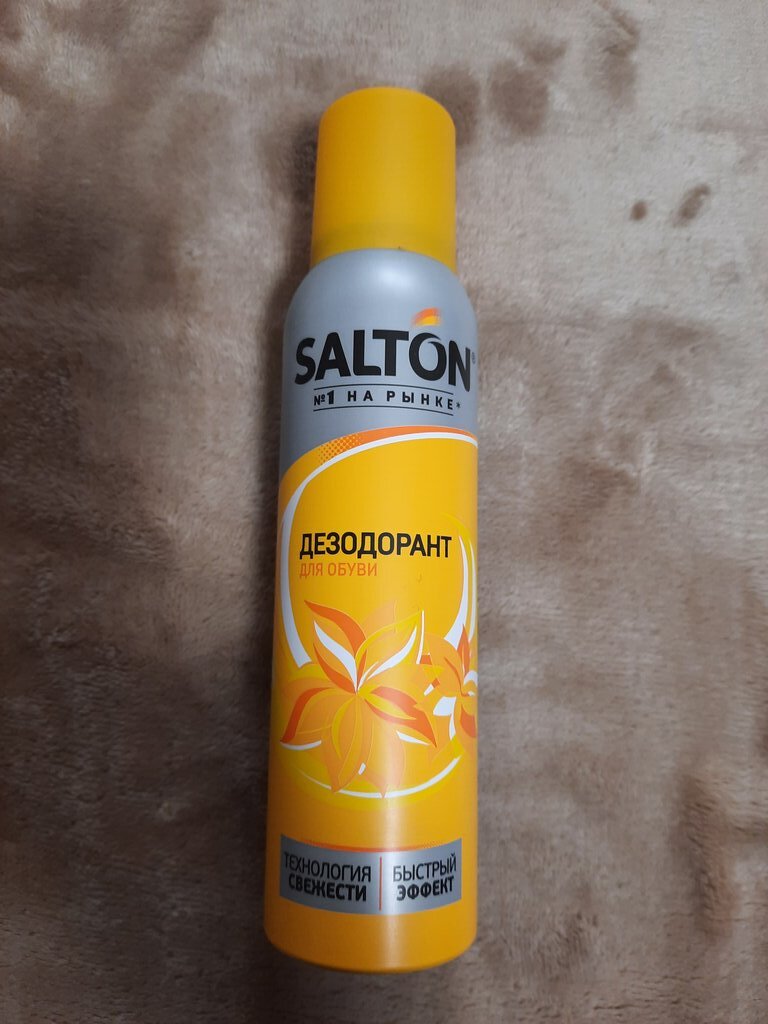 SALTON®
№1 НА РЫНКЕ*
ДЕЗОДОРАНТ
ДЛЯ ОБУВИ
ТЕХНОЛОГИЯ
СВЕЖЕСТИ
БЫСТРЫЙ
ЭФФЕКТ